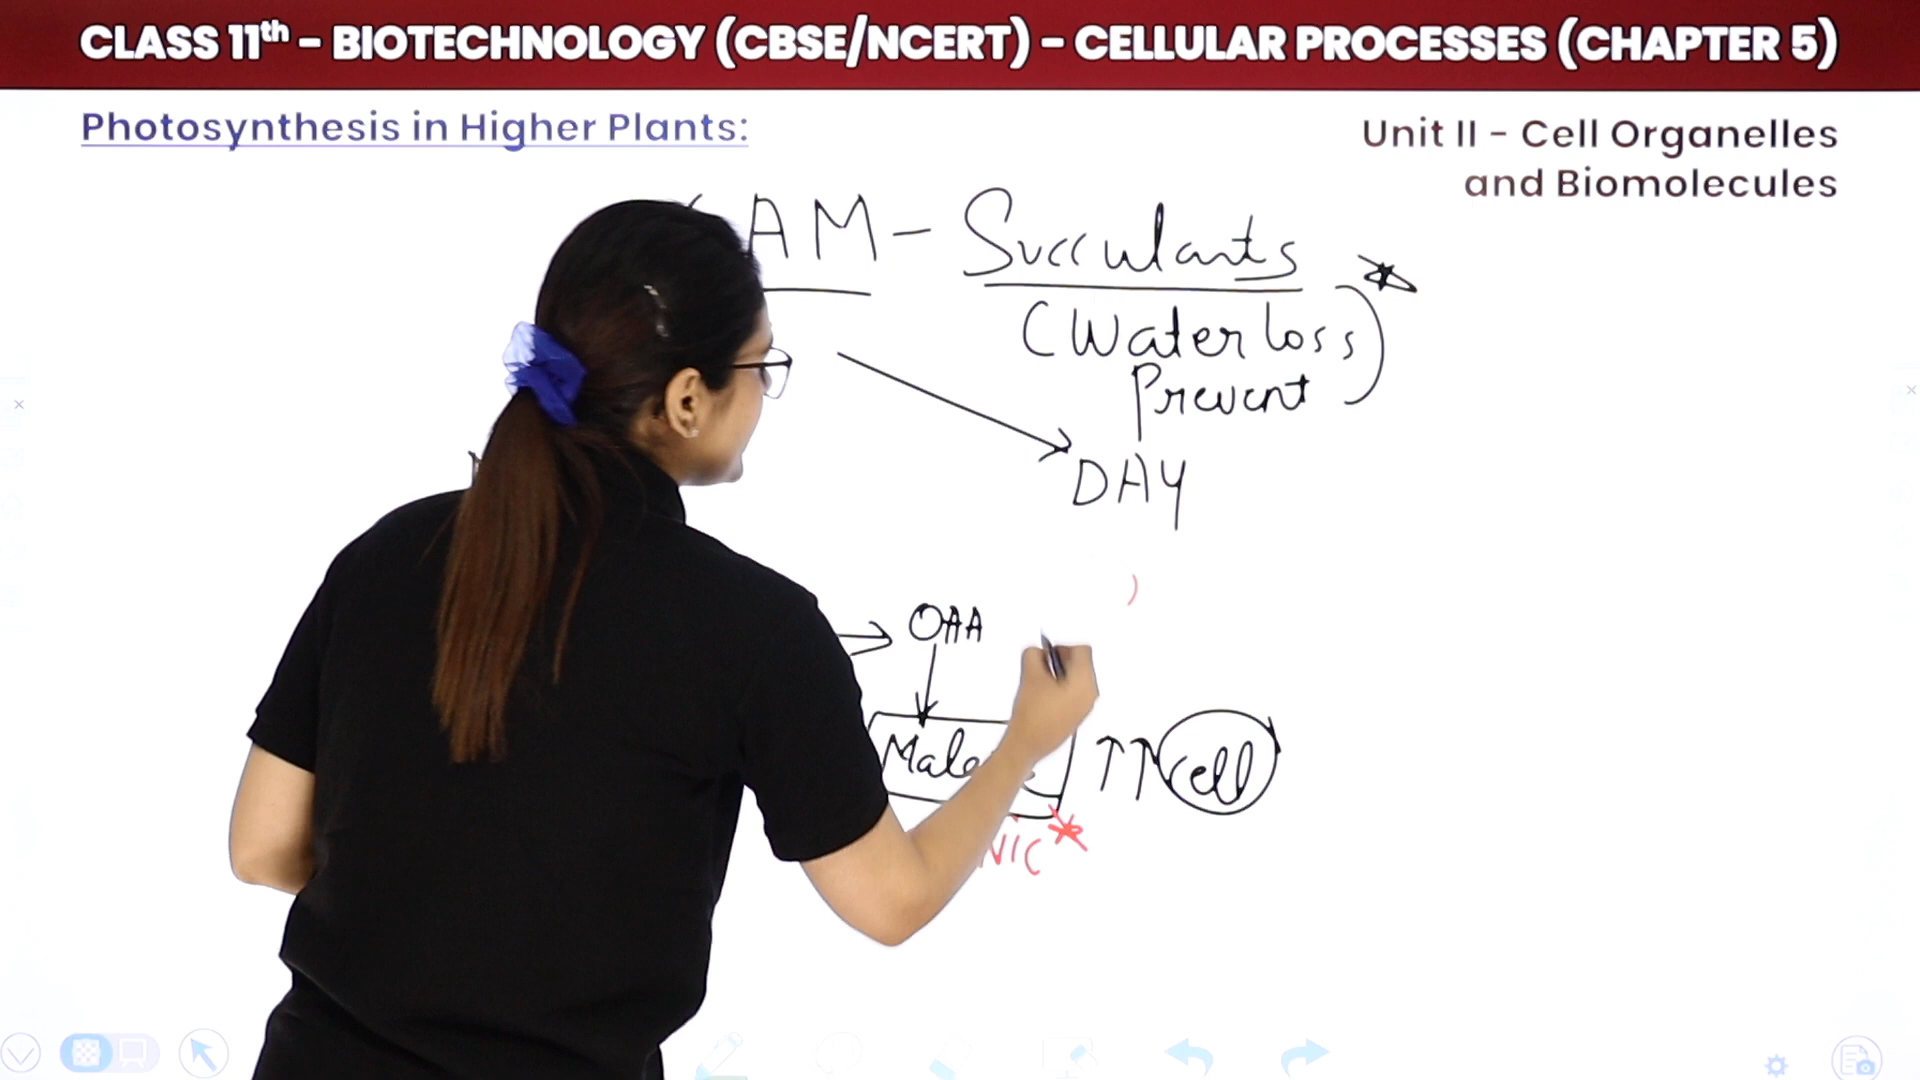 CLASS 11th - BIOTECHNOLOGY (CBSE/NCERT) - CELLULAR PROCESSES (CHAPTER 5)
Photosynthesis in Higher Plants:
Unit II - Cell Organelles
and Biomolecules
AM - Succulants
(Water loss
Prevent)
DAY
OAA
↑↑ cell
NIC